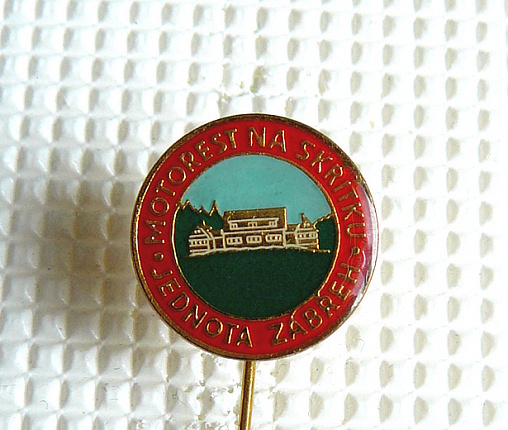 MOTOREST NA SKŘÍTKU
JEDNOTA ZÁBŘEH